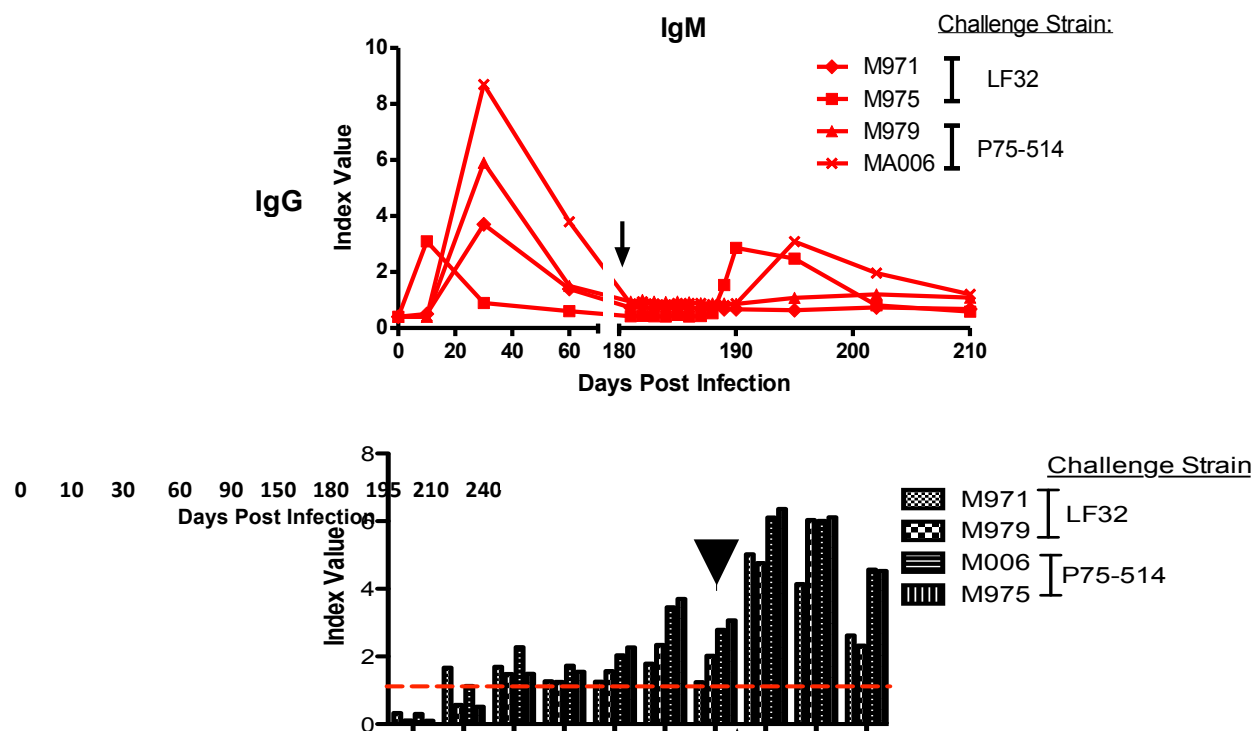 IgM
Challenge Strain:
10
8
6
4
2
0
Index Value
IgG
M971
M975
M979
MA006
LF32
P75-514
0 20 40 60 180 190 200 210
Days Post Infection
8
6
4
2
0
Index Value
0 10 30 60 90 150 180 195 210 240
Days Post Infection
Challenge Strain
M971
M979
M006
M975
LF32
P75-514